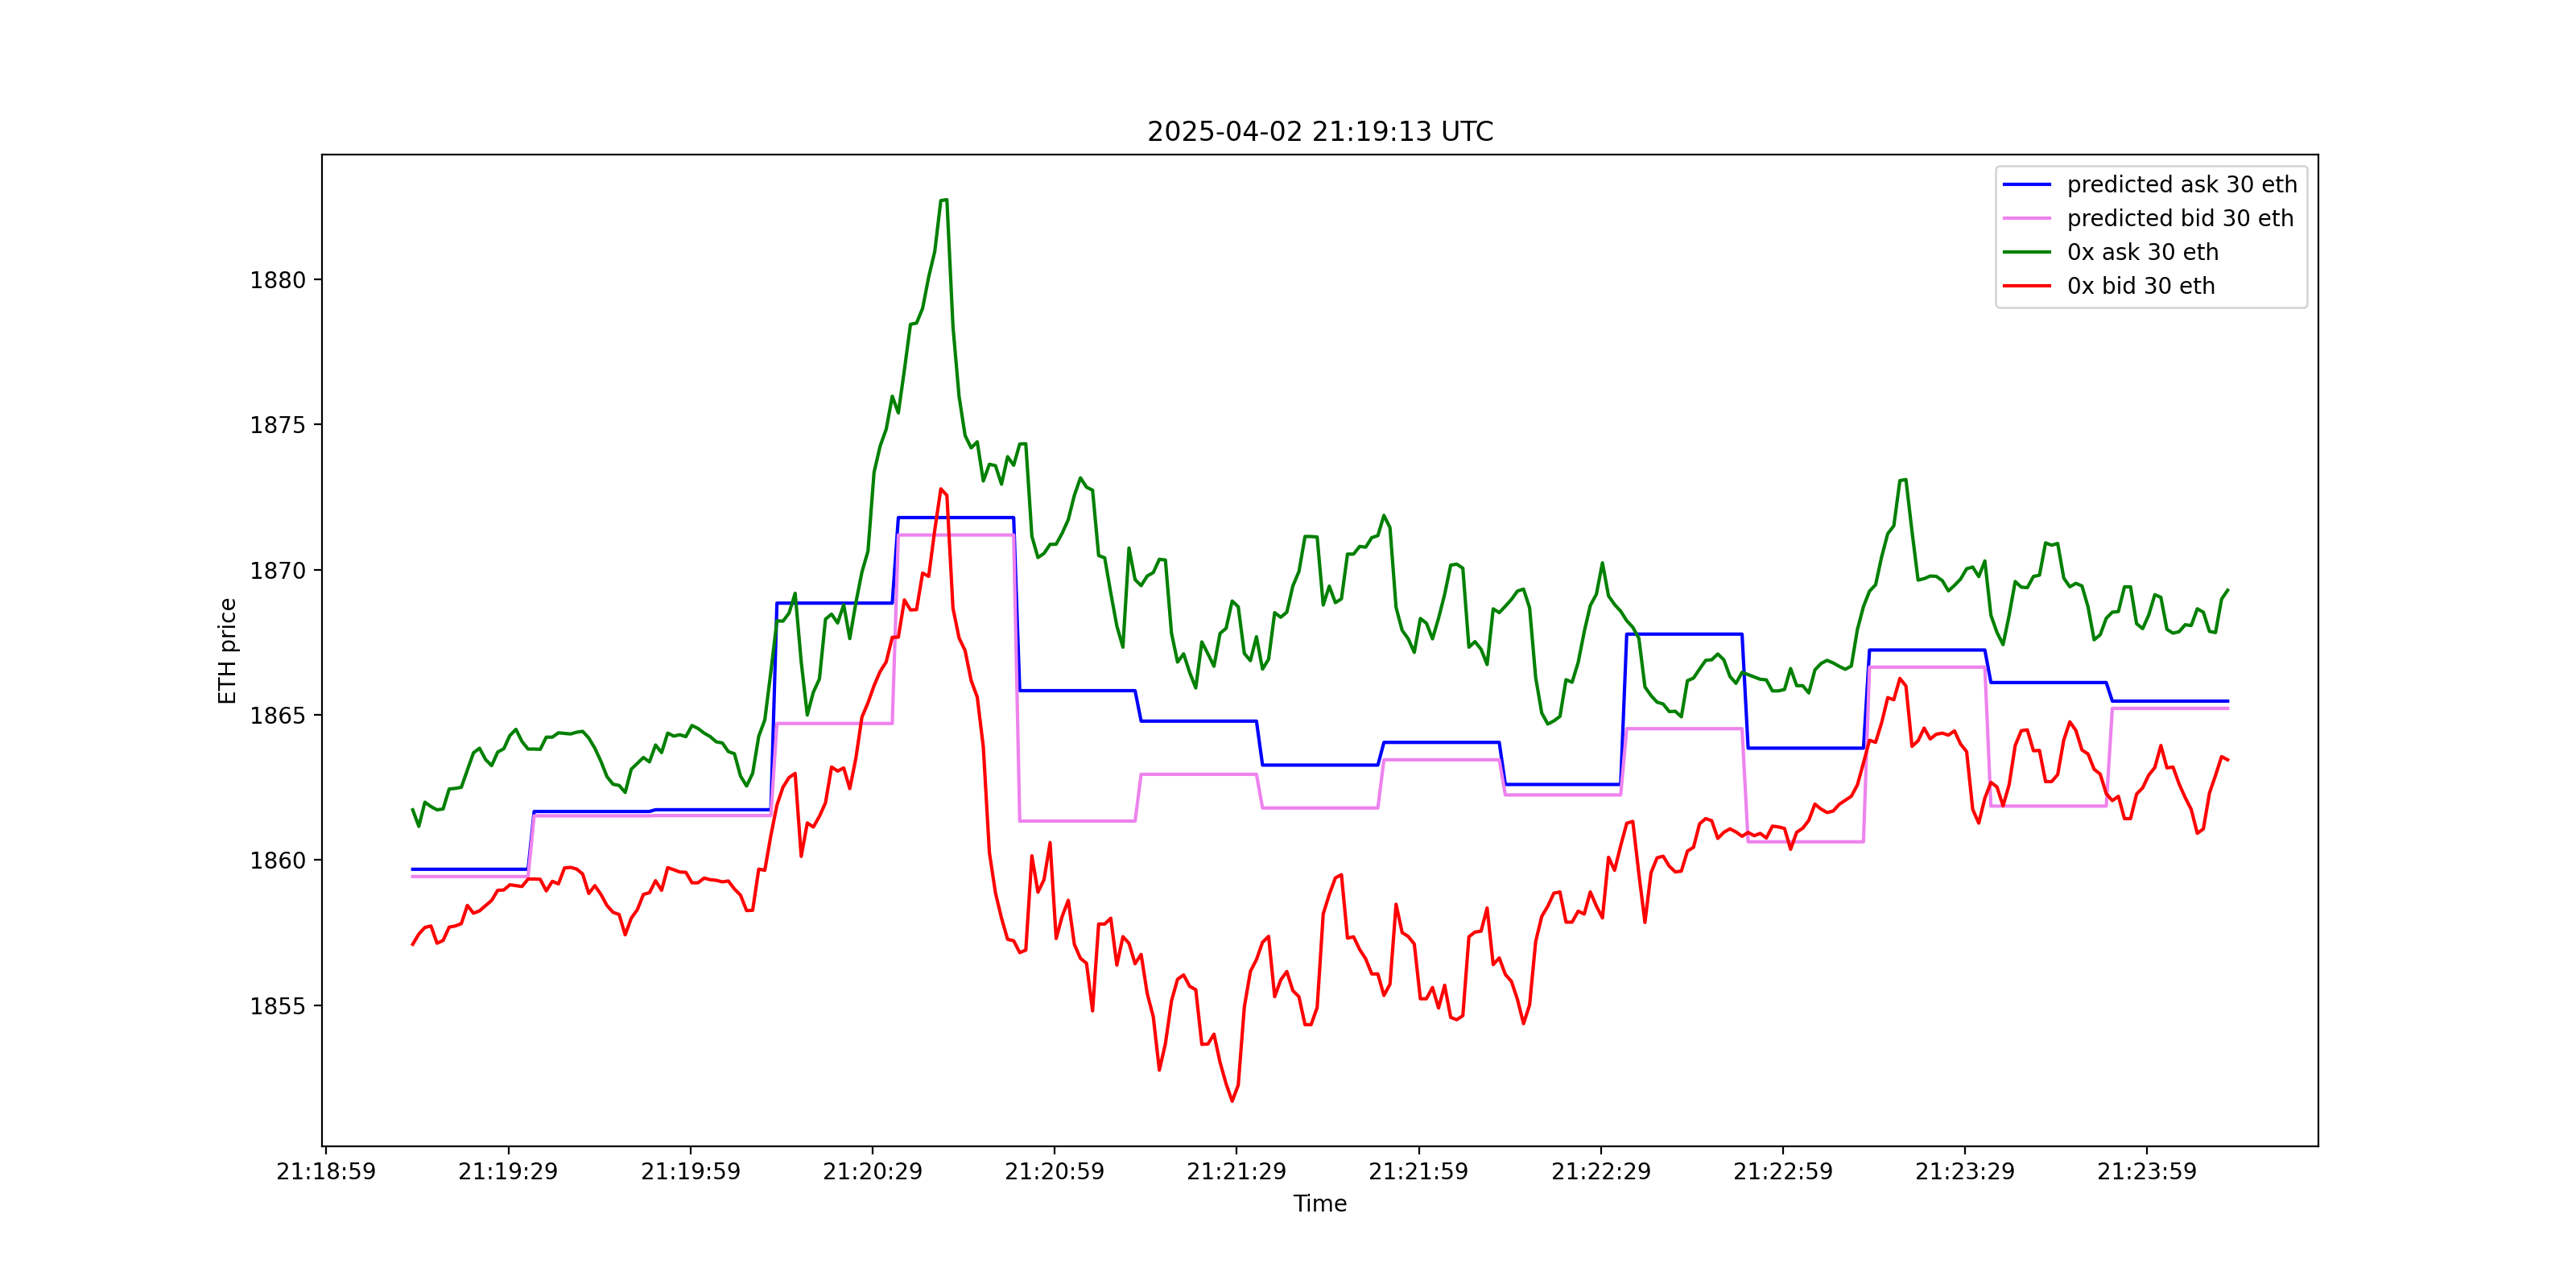 2025-04-02 21:19:13 UTC
predicted ask 30 eth
predicted bid 30 eth
0x ask 30 eth
0x bid 30 eth
ETH price
1880
1875
1870
1865
1860
1855
21:18:59 21:19:29 21:19:59 21:20:29 21:20:59 21:21:29 21:21:59 21:22:29 21:22:59 21:23:29 21:23:59
Time